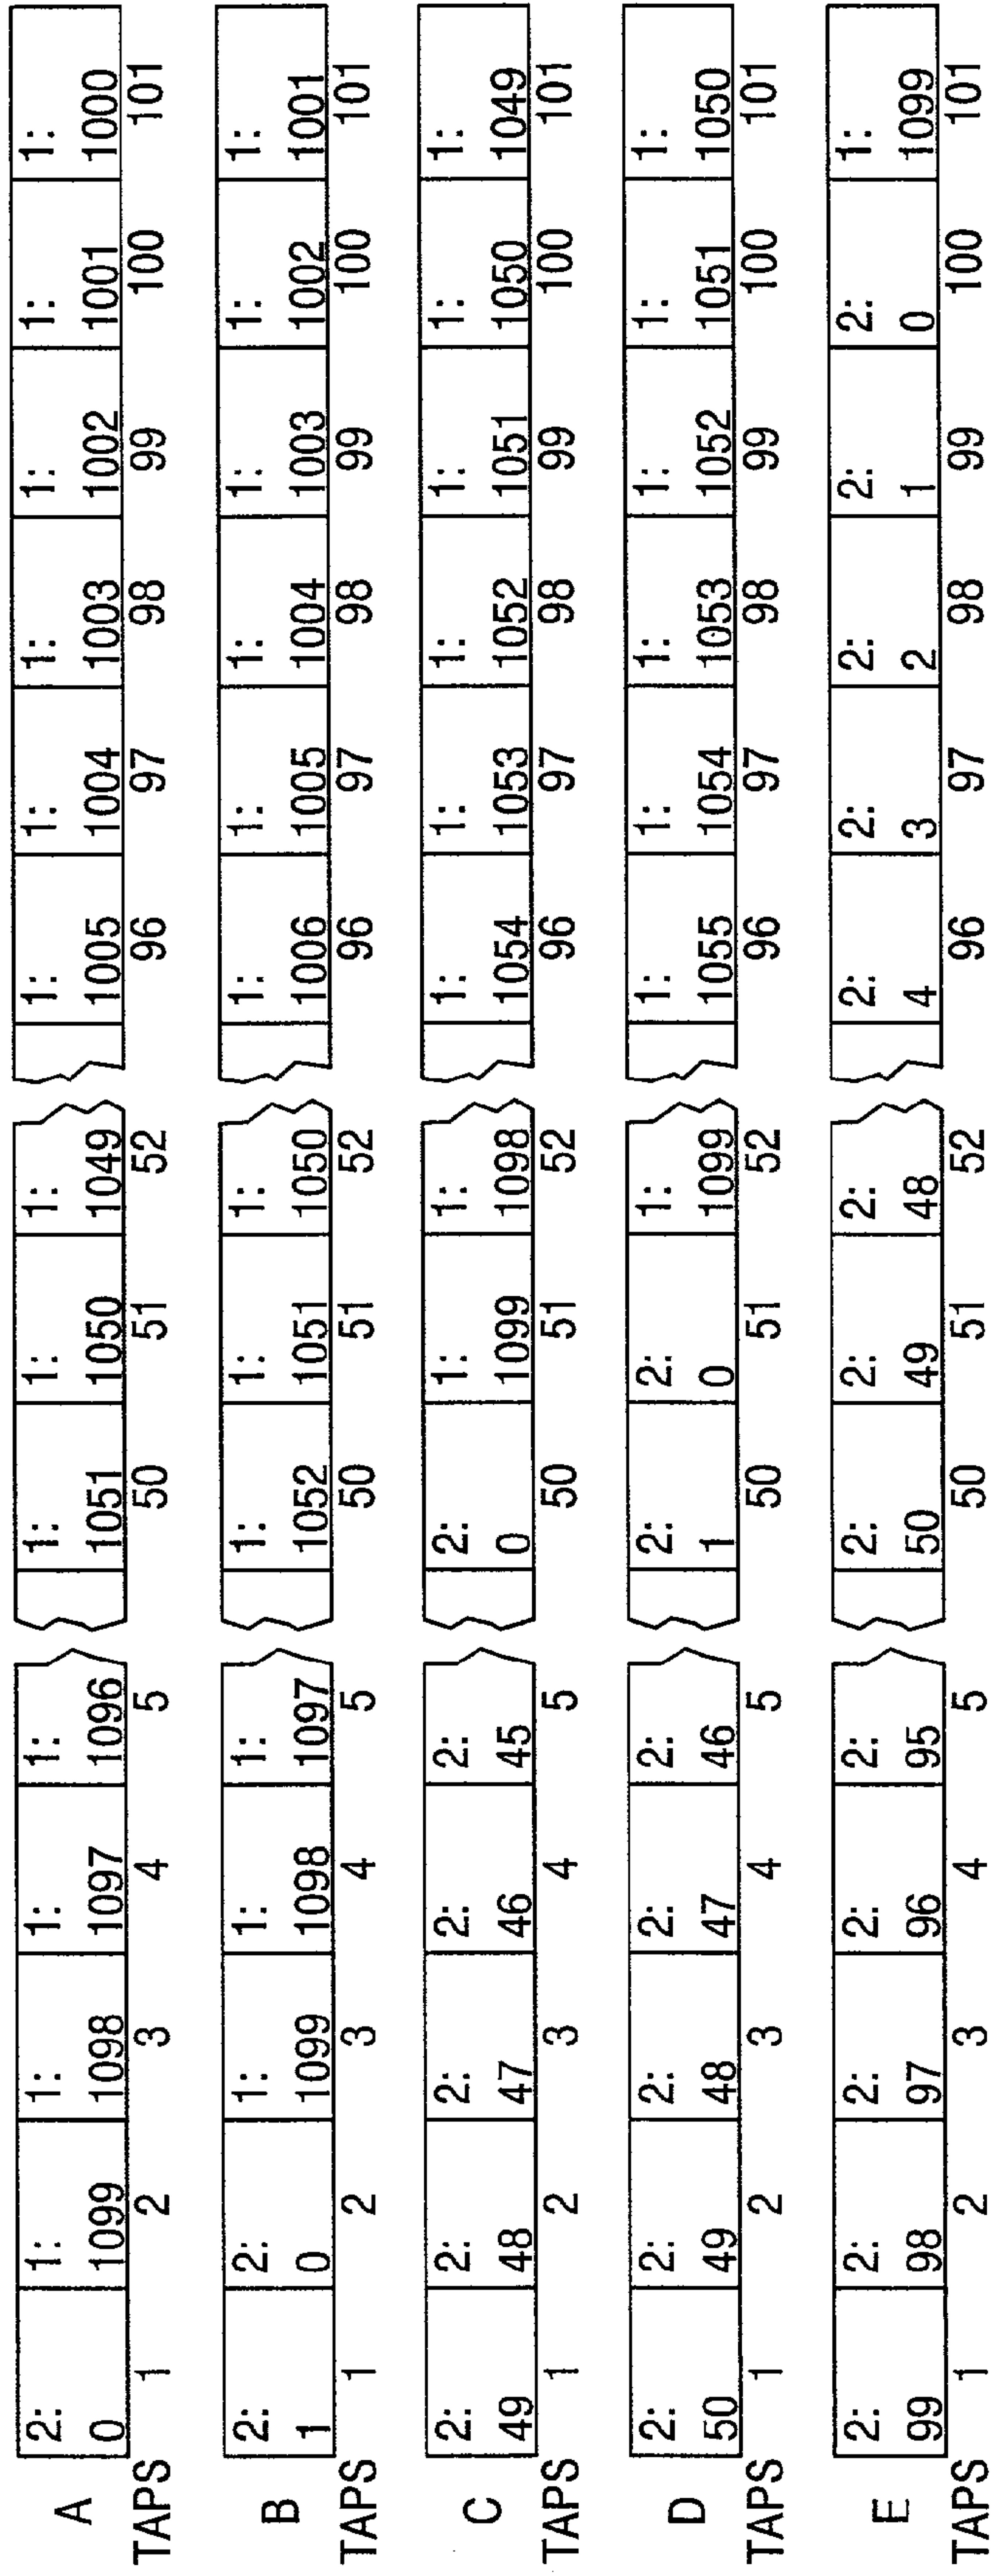 A
2: 0 1: 1099 1: 1098 1: 1097 1: 1096 1: 1051 1: 1050 1: 1049 1: 1005 1: 1004 1: 1003 1: 1002 1: 1001 1: 1000
TAPS 1 2 3 4 5 50 51 52 96 97 98 99 100 101
B
2: 1 2: 0 1: 1099 1: 1098 1: 1097 1: 1052 1: 1051 1: 1050 1: 1006 1: 1005 1: 1004 1: 1003 1: 1002 1: 1001
TAPS 1 2 3 4 5 50 51 52 96 97 98 99 100 101
C
2: 49 2: 48 2: 47 2: 46 2: 45 2: 0 1: 1099 1: 1098 1: 1054 1: 1053 1: 1052 1: 1051 1: 1050 1: 1049
TAPS 1 2 3 4 5 50 51 52 96 97 98 99 100 101
D
2: 50 2: 49 2: 48 2: 47 2: 46 2: 1 2: 0 1: 1099 1: 1055 1: 1054 1: 1053 1: 1052 1: 1051 1: 1050
TAPS 1 2 3 4 5 50 51 52 96 97 98 99 100 101
E
2: 99 2: 98 2: 97 2: 96 2: 95 2: 50 2: 49 2: 48 2: 4 2: 3 2: 2 2: 1 2: 0 1: 1099
TAPS 1 2 3 4 5 50 51 52 96 97 98 99 100 101